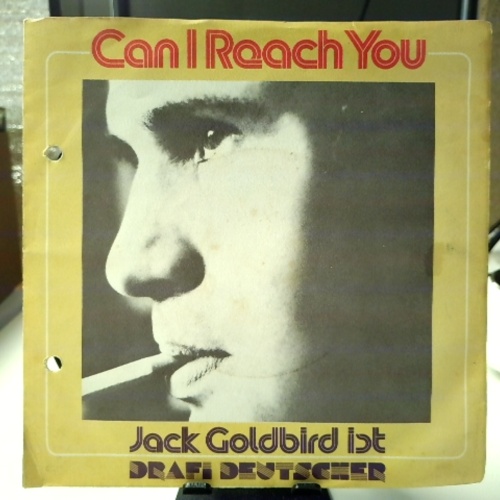 Can I Reach You
Jack Goldbird ist
DRAFI DEUTSCHER